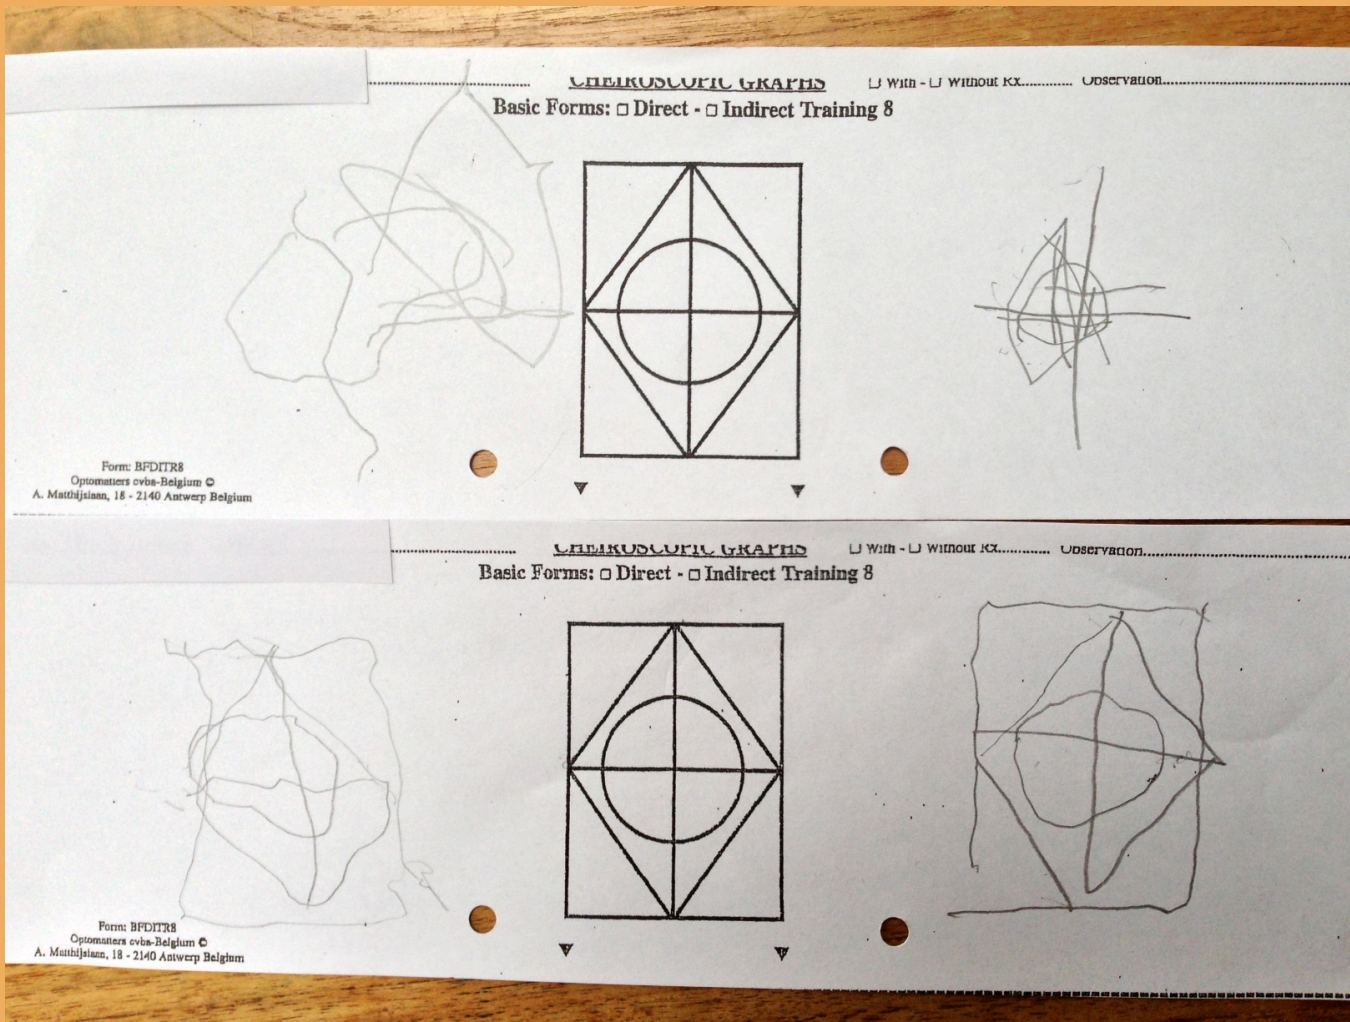 CHEIROSCOPIC GRAPHS
☐ With - ☐ Without Rx............ Observation
Basic Forms: ☐ Direct - ☐ Indirect Training 8
Form: BFDITR8
Optomatters cvba-Belgium ©
A. Matthijslaan, 18 - 2140 Antwerp Belgium
CHEIROSCOPIC GRAPHS
☐ With - ☐ Without Rx............ Observation
Basic Forms: ☐ Direct - ☐ Indirect Training 8
Form: BFDITR8
Optomatters cvba-Belgium ©
A. Matthijslaan, 18 - 2140 Antwerp Belgium